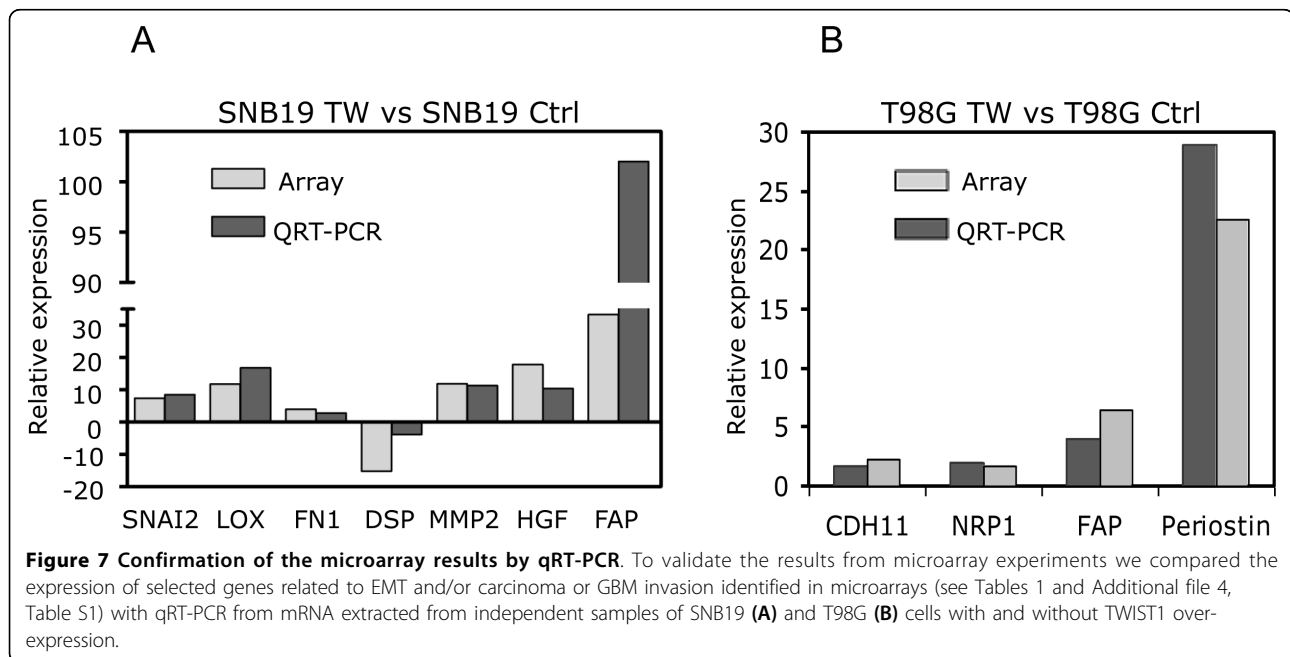 A
B
SNB19 TW vs SNB19 Ctrl
T98G TW vs T98G Ctrl
Relative expression
105
100
95
90
30
20
10
0
-10
-20
Array
QRT-PCR
SNAI2 LOX FN1 DSP MMP2 HGF FAP
Relative expression
30
25
20
15
10
5
0
Array
QRT-PCR
CDH11 NRP1 FAP Periostin
Figure 7 Confirmation of the microarray results by qRT-PCR. To validate the results from microarray experiments we compared the
expression of selected genes related to EMT and/or carcinoma or GBM invasion identified in microarrays (see Tables 1 and Additional file 4,
Table S1) with qRT-PCR from mRNA extracted from independent samples of SNB19 (A) and T98G (B) cells with and without TWIST1 over-
expression.